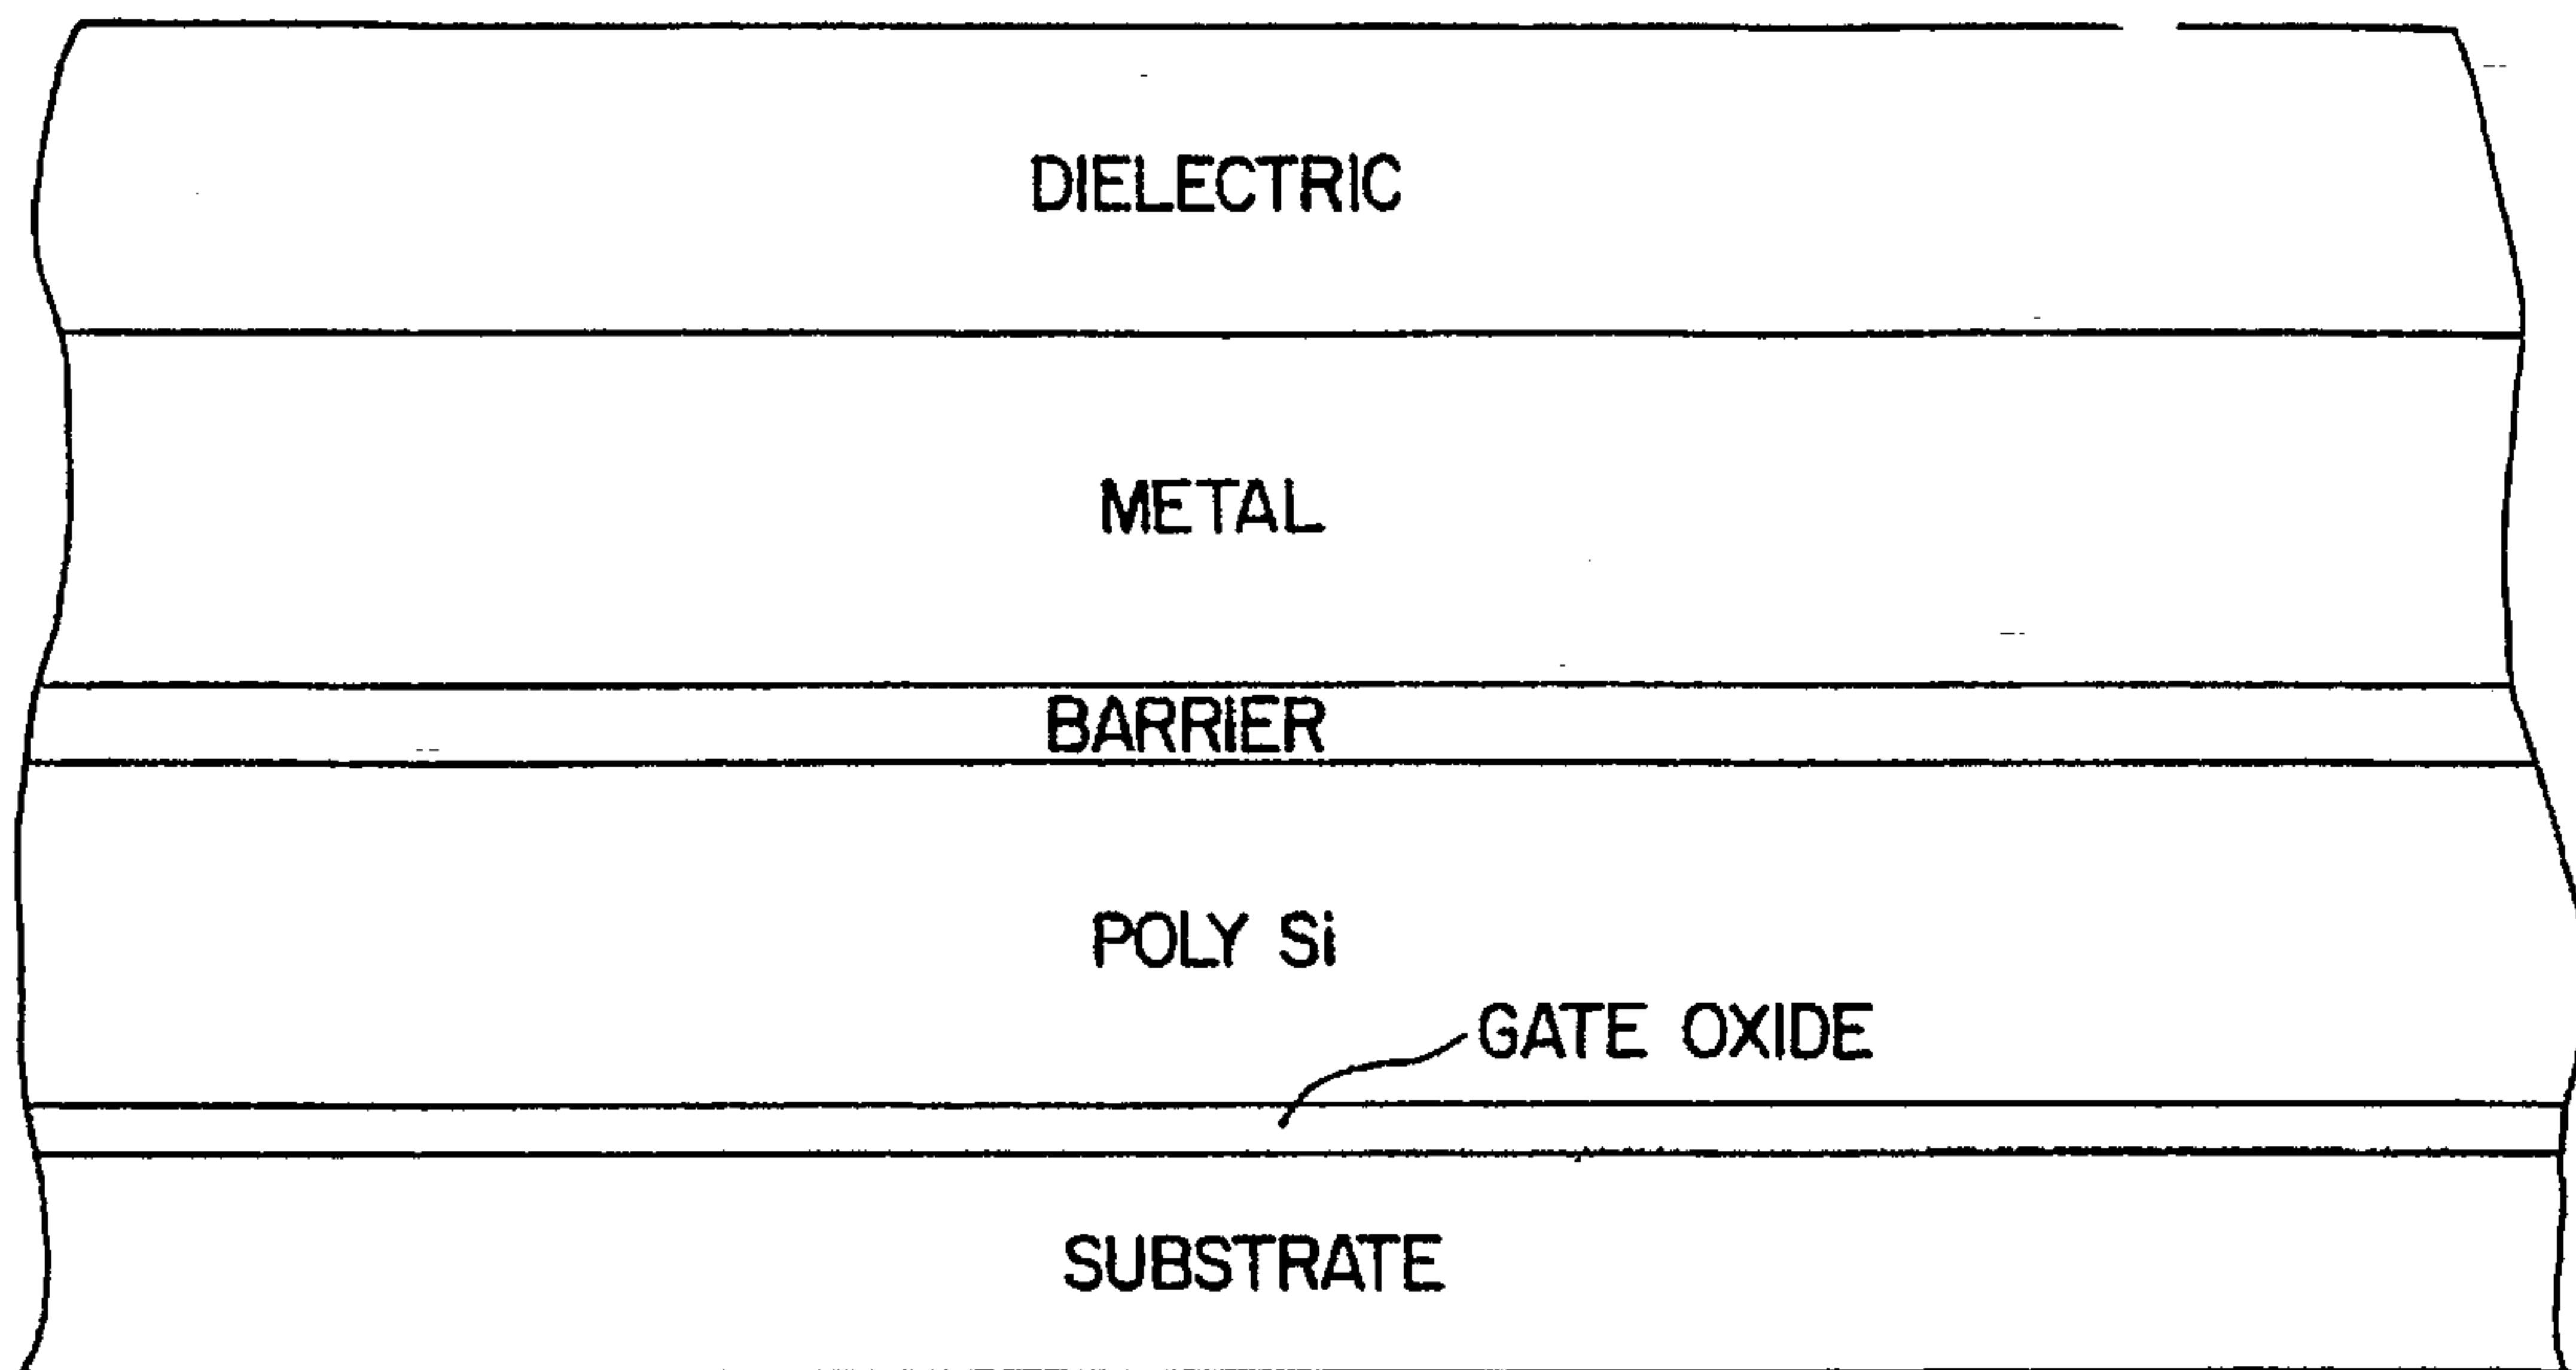 DIELECTRIC
METAL
BARRIER
POLY Si
GATE OXIDE
SUBSTRATE